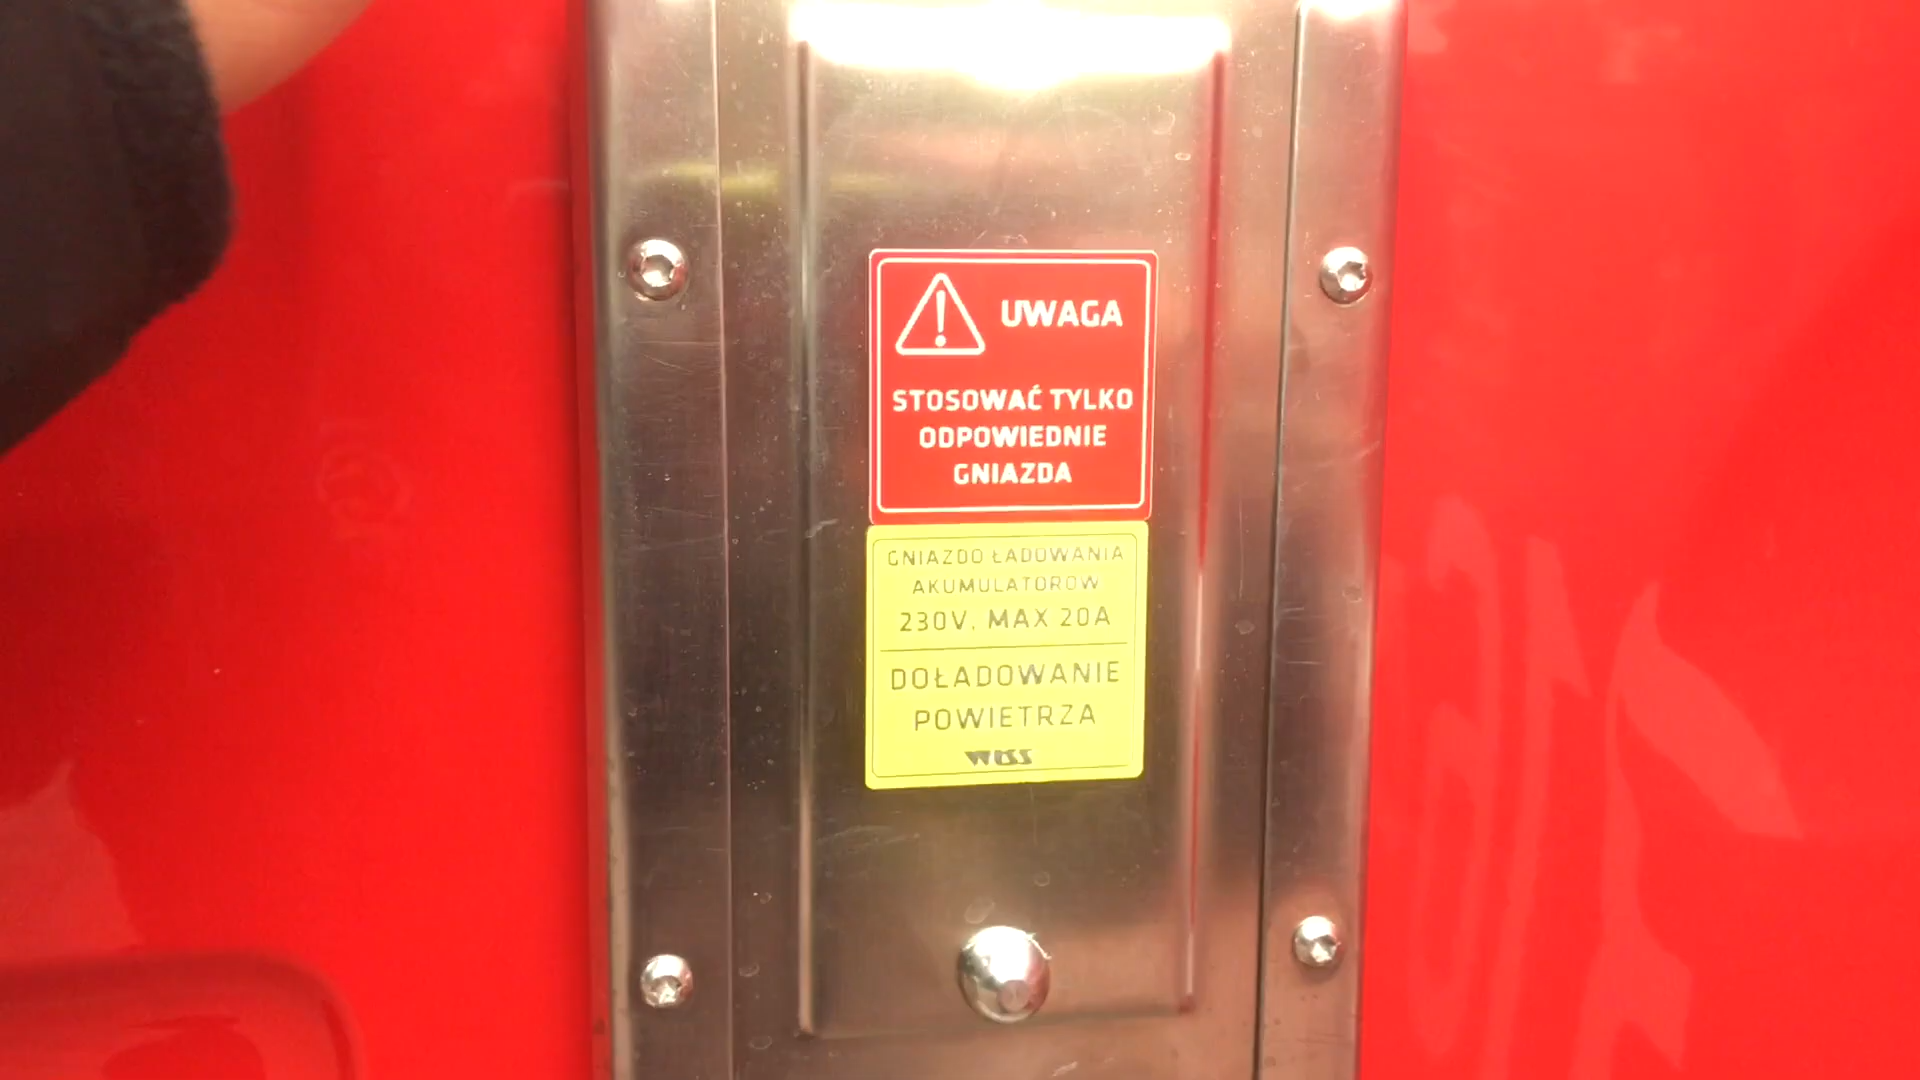 UWAGA
STOSOWAĆ TYLKO
ODPOWIEDNIE
GNIAZDA
GNIAZDO ŁADOWANIA
AKUMULATORÓW
230V. MAX 20A
DOŁADOWANIE
POWIETRZA
WISS